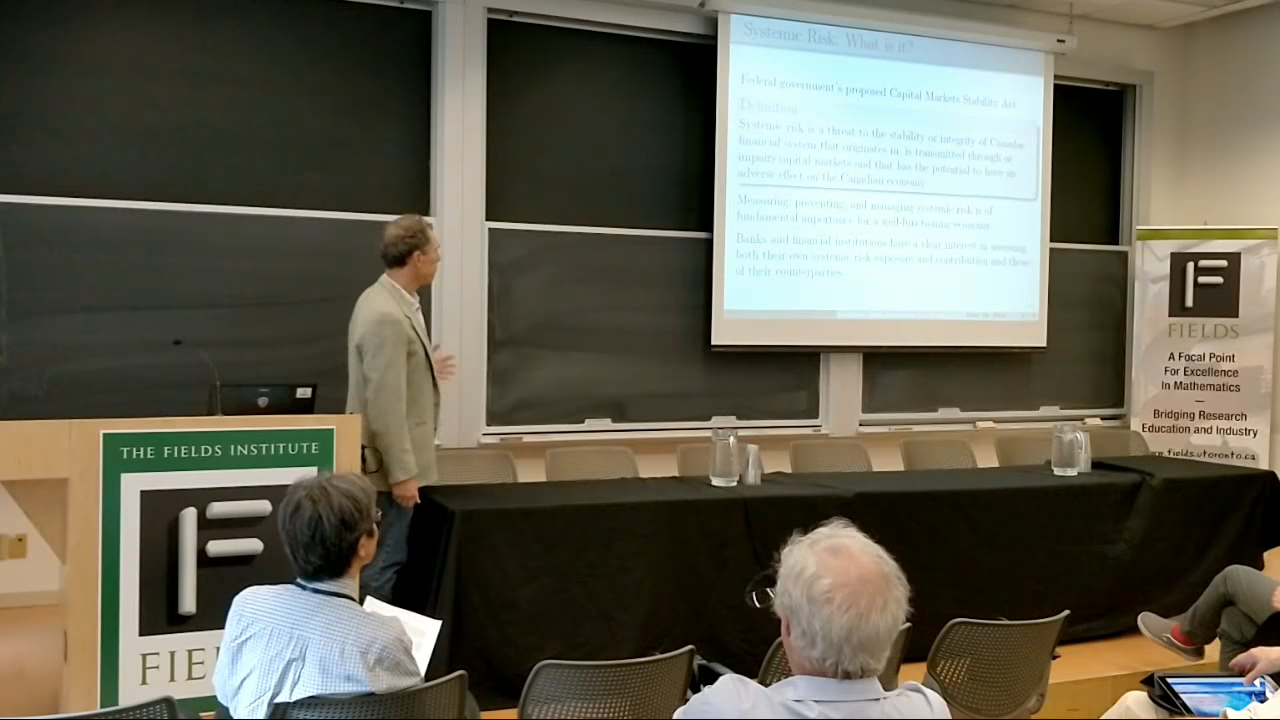 Systemic Risk: What is it?
Federal government's proposed Capital Markets Stability Act
Definition
Systemic risk is a threat to the stability or integrity of Canadas
financial system that originates in, is transmitted through or
impairs capital markets and that has the potential to have an
adverse effect on the Canadian economy.
Measuring, preventing, and managing systemic risk is of
fundamental importance for a well-functioning economy.
Banks and financial institutions have a clear interest in assessing
both their own systemic risk exposure and contribution and those
of their counterparties.
THE FIELDS INSTITUTE
FIE
FIELDS
A Focal Point
For Excellence
In Mathematics
Bridging Research
Education and Industry
www.fields.utoronto.ca